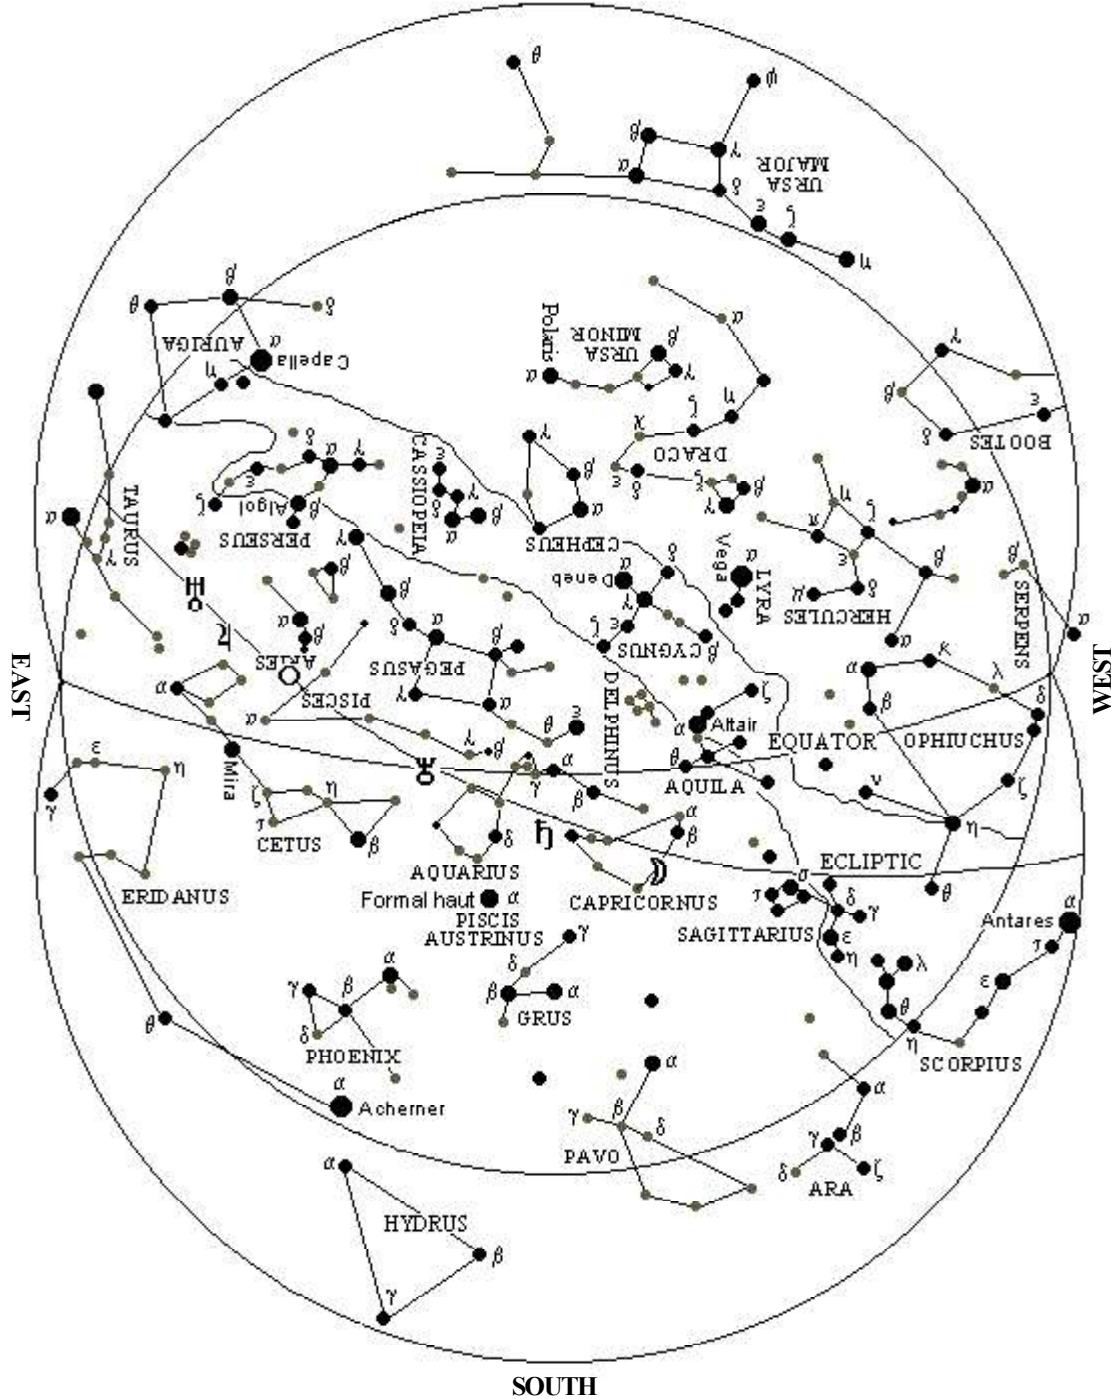 θ
φ
β
γ
α
δ
URSA
MAJOR
ε
ζ
η
β
θ
δ
AURIGA
α
Capella
η
Polaris
α
URSA
MINOR
β
γ
α
η
ζ
κ
DRACO
ε
δ
ε
β
γ
γ
β
ε
δ
BOOTES
α
TAURUS
α
γ
δ
α
γ
ε
ζ
Algol
β
PERSEUS
CASSIOPEIA
ε
γ
δ
β
α
γ
β
α
CEPHEUS
η
ζ
π
ε
β
δ
μ
HERCULES
α
SERPENS
α
γ
β
δ
α
PEGASUS
γ
α
β
β
α
β
ARIES
PISCES
α
α
Deneb
δ
γ
ε
ζ
CYGNUS
β
Vega
α
LYRA
κ
α
λ
β
δ
EAST
WEST
α
Mira
θ
ε
γ
β
DELPHINUS
ζ
α
Altair
θ
AQUILA
EQUATOR
OPHIUCHUS
ν
ζ
η
θ
ε
η
γ
ERIDANUS
ζ
η
τ
CETUS
β
γ
α
β
δ
AQUARIUS
α
β
CAPRICORNUS
ECLIPTIC
Formal haut
α
PISCIS
AUSTRINUS
γ
σ
τ
δ
γ
SAGITTARIUS
ε
η
Antares
α
τ
λ
ε
θ
η
SCORPIUS
α
γ
β
δ
PHOENIX
δ
β
α
GRUS
θ
α
Acherner
α
γ
β
δ
PAVO
α
γ
β
δ
ζ
ARA
α
HYDRUS
β
γ
SOUTH